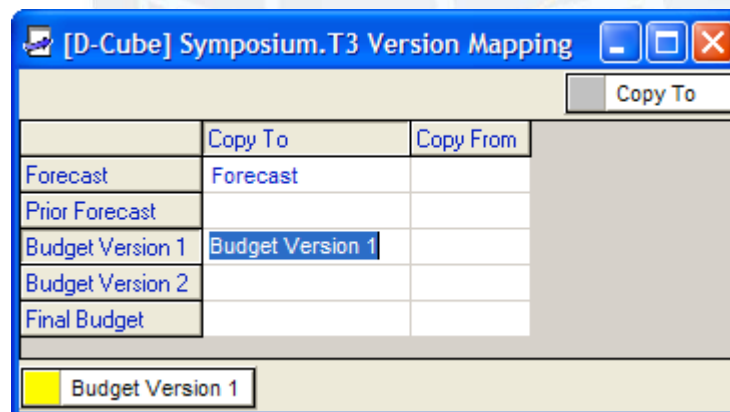 [D-Cube] Symposium.T3 Version Mapping
Copy To
Copy To Copy From
Forecast Forecast
Prior Forecast
Budget Version 1 Budget Version 1
Budget Version 2
Final Budget
Budget Version 1